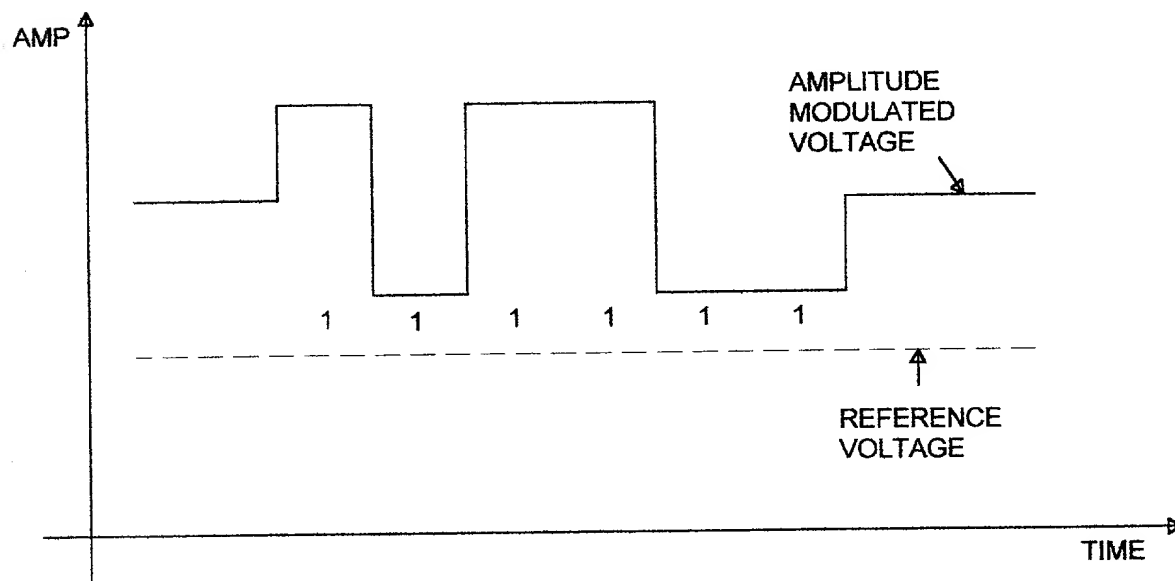 AMP
AMPLITUDE
MODULATED
VOLTAGE
1 1 1 1 1 1
REFERENCE
VOLTAGE
TIME